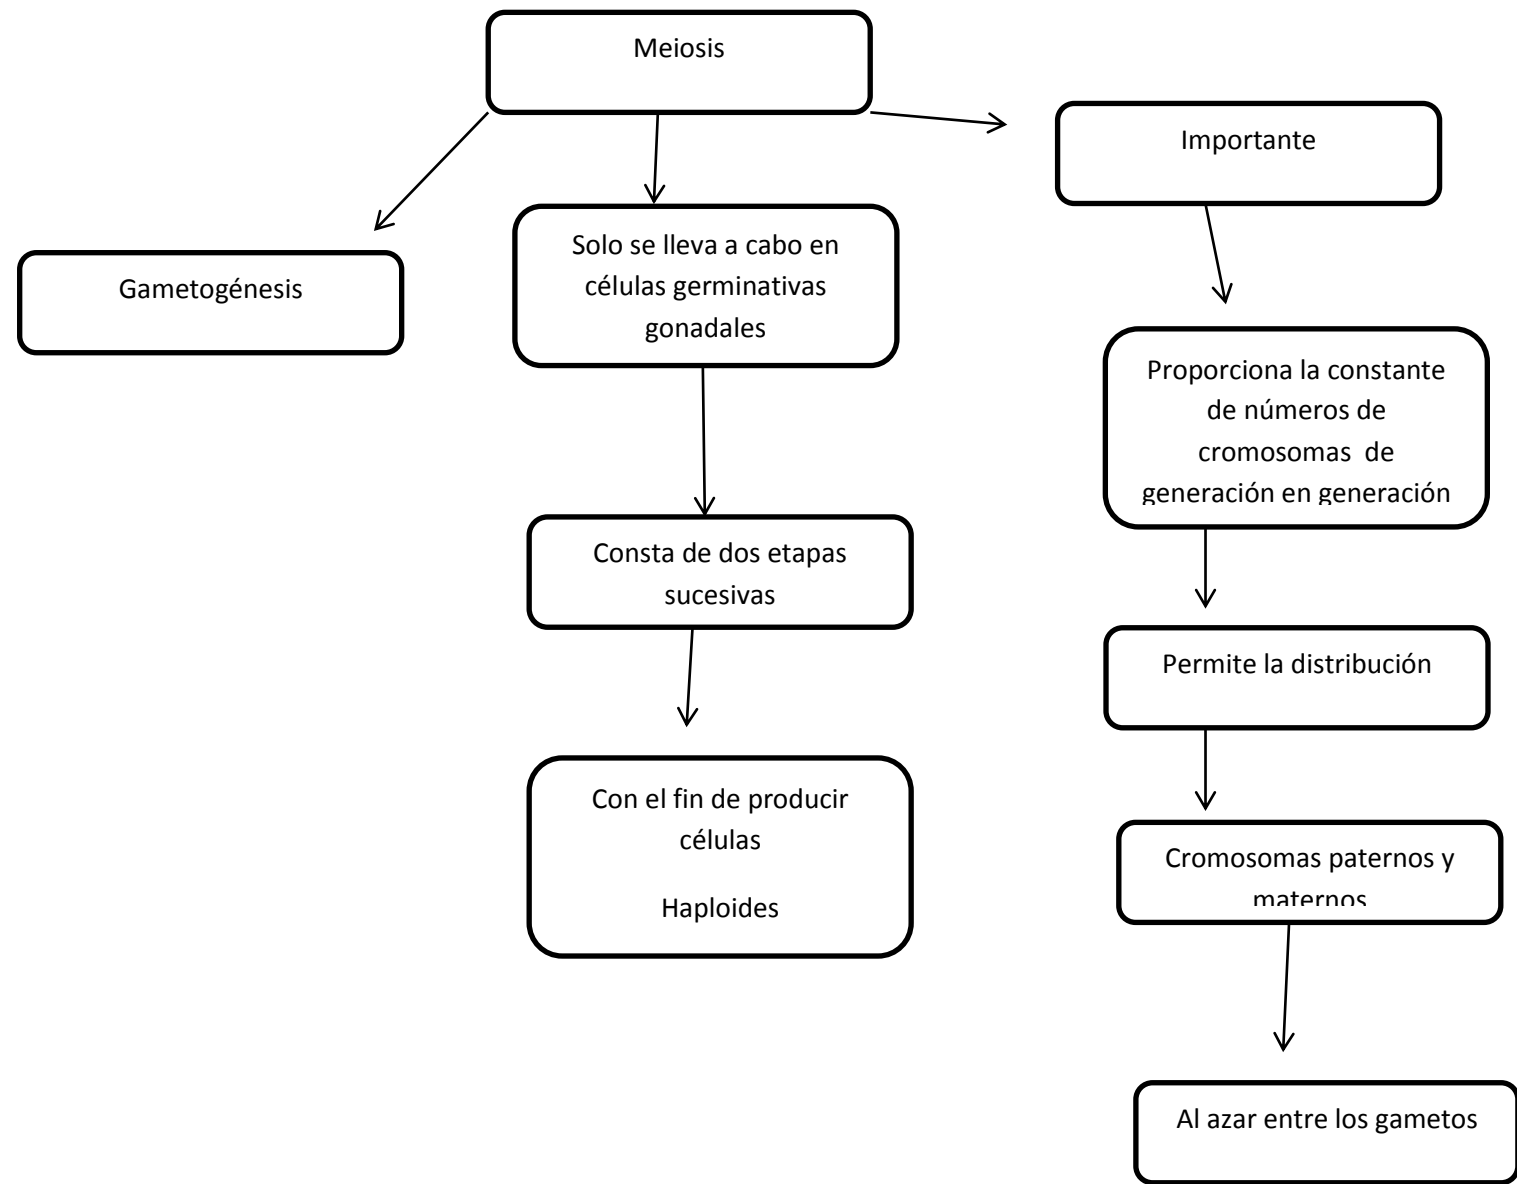 Meiosis
Importante
Gametogénesis
Solo se lleva a cabo en
células germinativas
gonadales
Proporciona la constante
de números de
cromosomas de
generación en generación
Consta de dos etapas
sucesivas
Permite la distribución
Con el fin de producir
células
Haploides
Cromosomas paternos y
maternos
Al azar entre los gametos